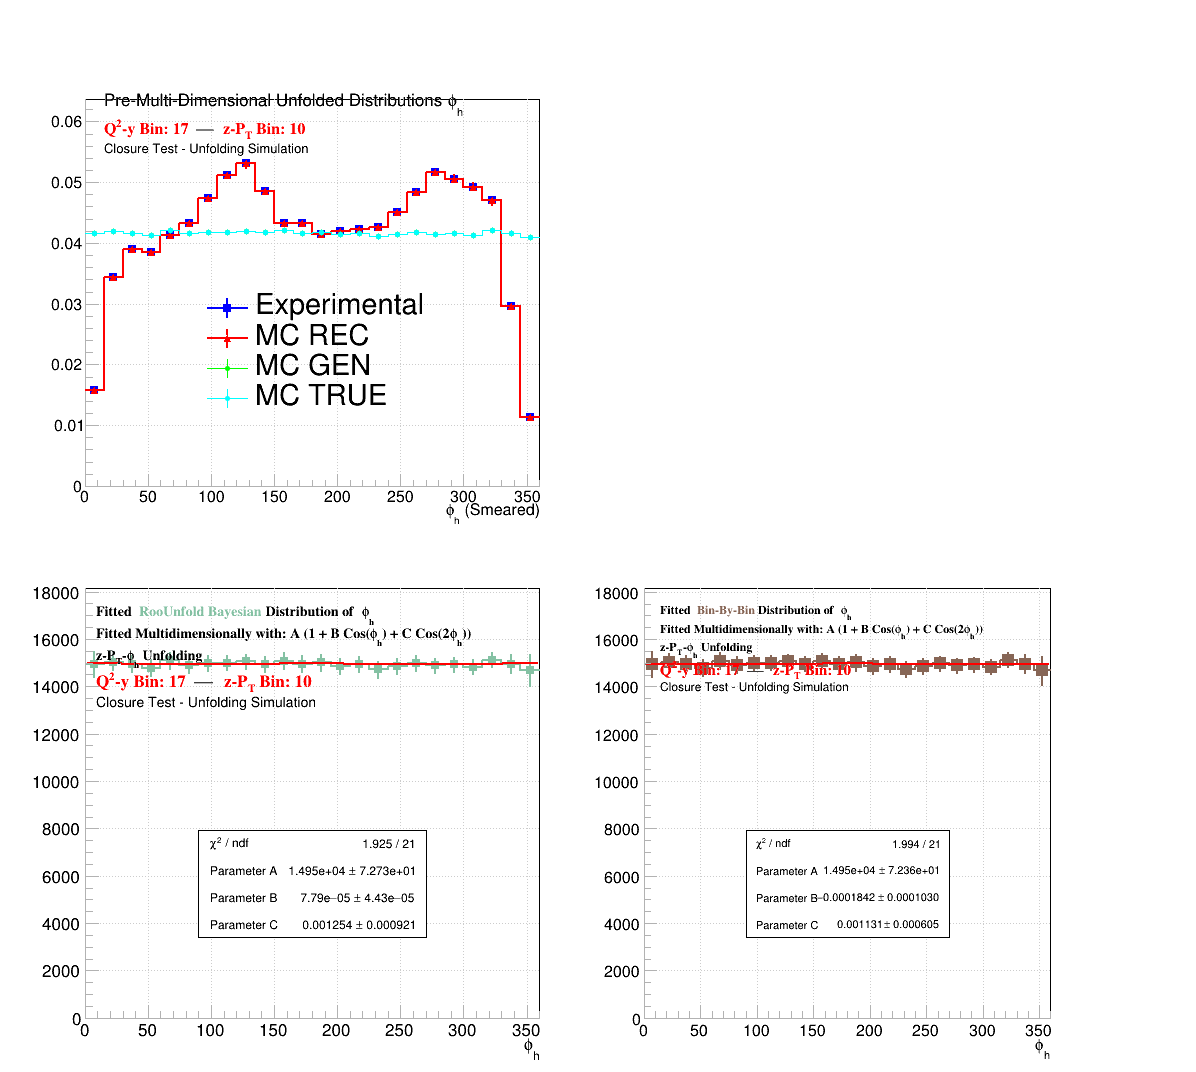 Pre-Multi-Dimensional Unfolded Distributions ϕh
Q²-y Bin: 17 — z-PT Bin: 10
Closure Test - Unfolding Simulation
0.06
0.05
0.04
0.03
0.02
0.01
0
Experimental
MC REC
MC GEN
MC TRUE
0 50 100 150 200 250 300 350
ϕh (Smeared)
18000
16000
14000
12000
10000
8000
6000
4000
2000
0
Fitted RooUnfold Bayesian Distribution of ϕh
Fitted Multidimensionally with: A (1 + B Cos(ϕh) + C Cos(2ϕh))
z-PT-ϕh Unfolding
Q²-y Bin: 17 — z-PT Bin: 10
Closure Test - Unfolding Simulation
χ² / ndf 1.925 / 21
Parameter A 1.495e+04 ± 7.273e+01
Parameter B 7.79e−05 ± 4.43e−05
Parameter C 0.001254 ± 0.000921
0 50 100 150 200 250 300 350
ϕh
18000
16000
14000
12000
10000
8000
6000
4000
2000
0
Fitted Bin-By-Bin Distribution of ϕh
Fitted Multidimensionally with: A (1 + B Cos(ϕh) + C Cos(2ϕh))
z-PT-ϕh Unfolding
Q²-y Bin: 17 — z-PT Bin: 10
Closure Test - Unfolding Simulation
χ² / ndf 1.994 / 21
Parameter A 1.495e+04 ± 7.236e+01
Parameter B −0.0001842 ± 0.0001030
Parameter C 0.001131 ± 0.000605
0 50 100 150 200 250 300 350
ϕh